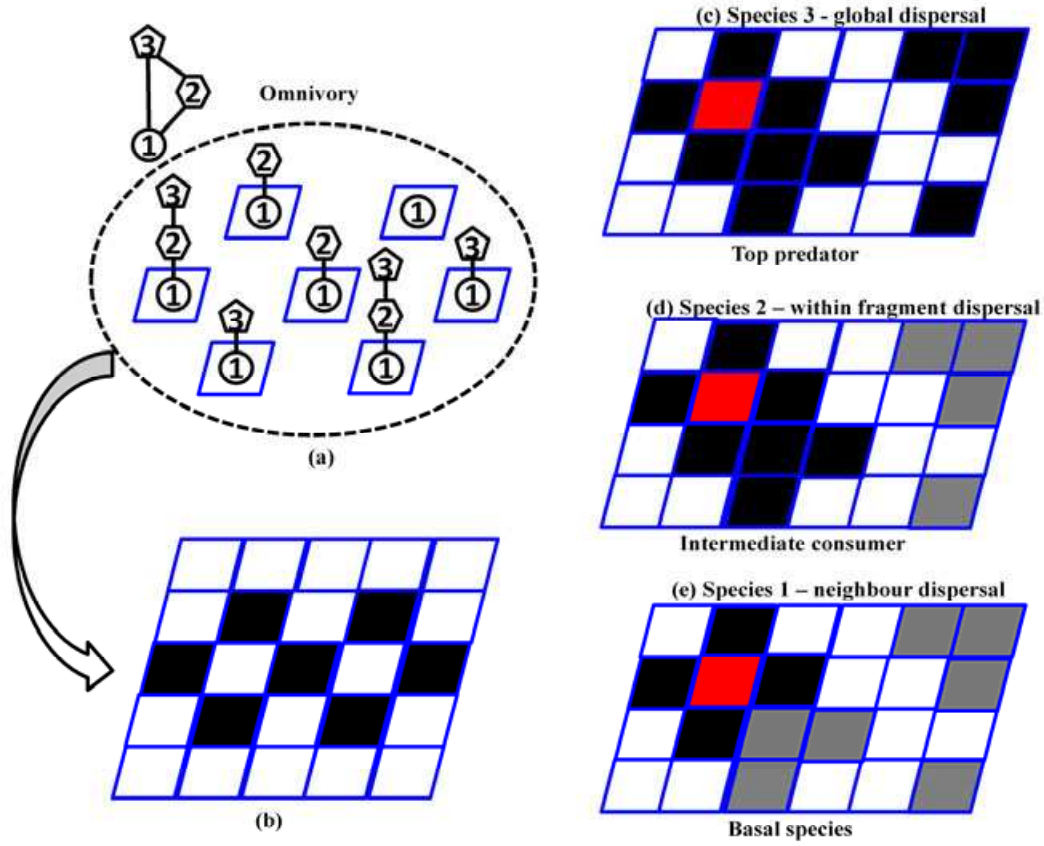 3
2
1
Omnivory
2
1
1
3
2
1
2
1
3
2
1
3
1
3
1
(a)
(b)
(c) Species 3 - global dispersal
Top predator
(d) Species 2 – within fragment dispersal
Intermediate consumer
(e) Species 1 – neighbour dispersal
Basal species